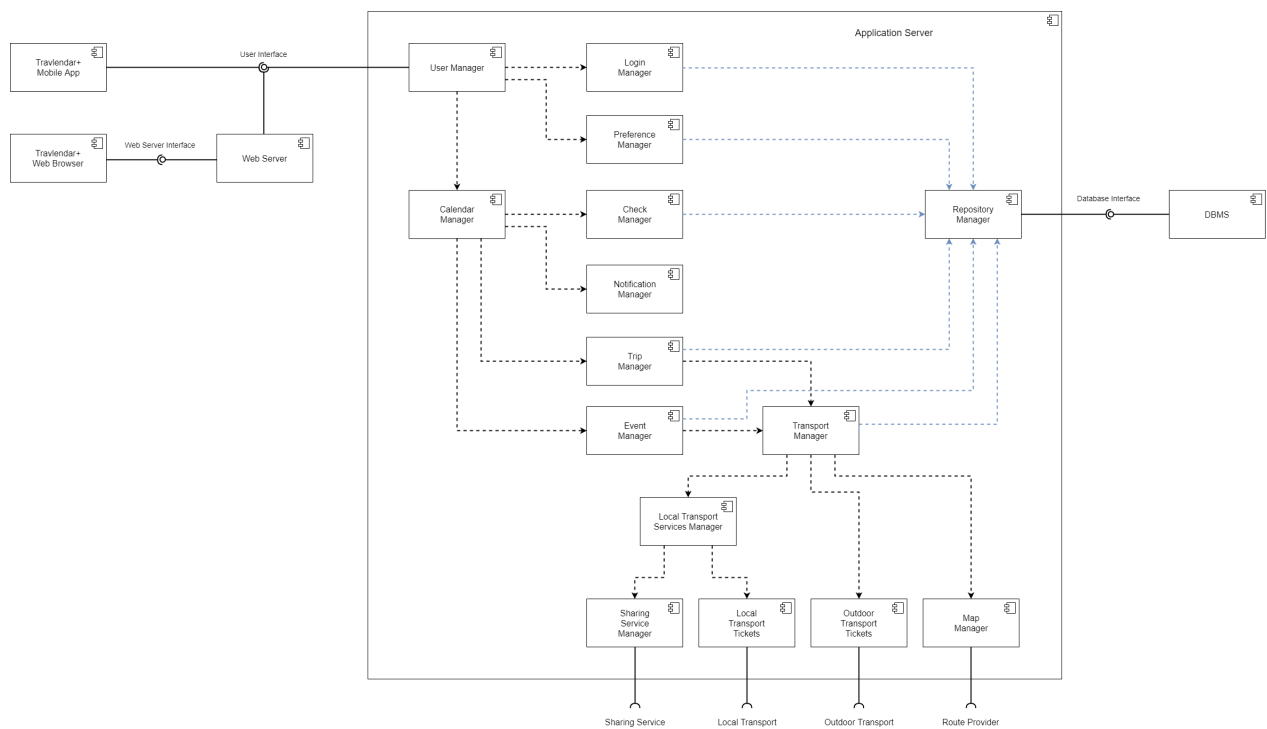 Application Server
User Interface
Travlendar+
Mobile App
User Manager
Login
Manager
Preference
Manager
Web Server Interface
Travlendar+
Web Browser
Web Server
Calendar
Manager
Check
Manager
Repository
Manager
Database Interface
DBMS
Notification
Manager
Trip
Manager
Event
Manager
Transport
Manager
Local Transport
Services Manager
Sharing
Service
Manager
Local
Transport
Tickets
Outdoor
Transport
Tickets
Map
Manager
Sharing Service
Local Transport
Outdoor Transport
Route Provider